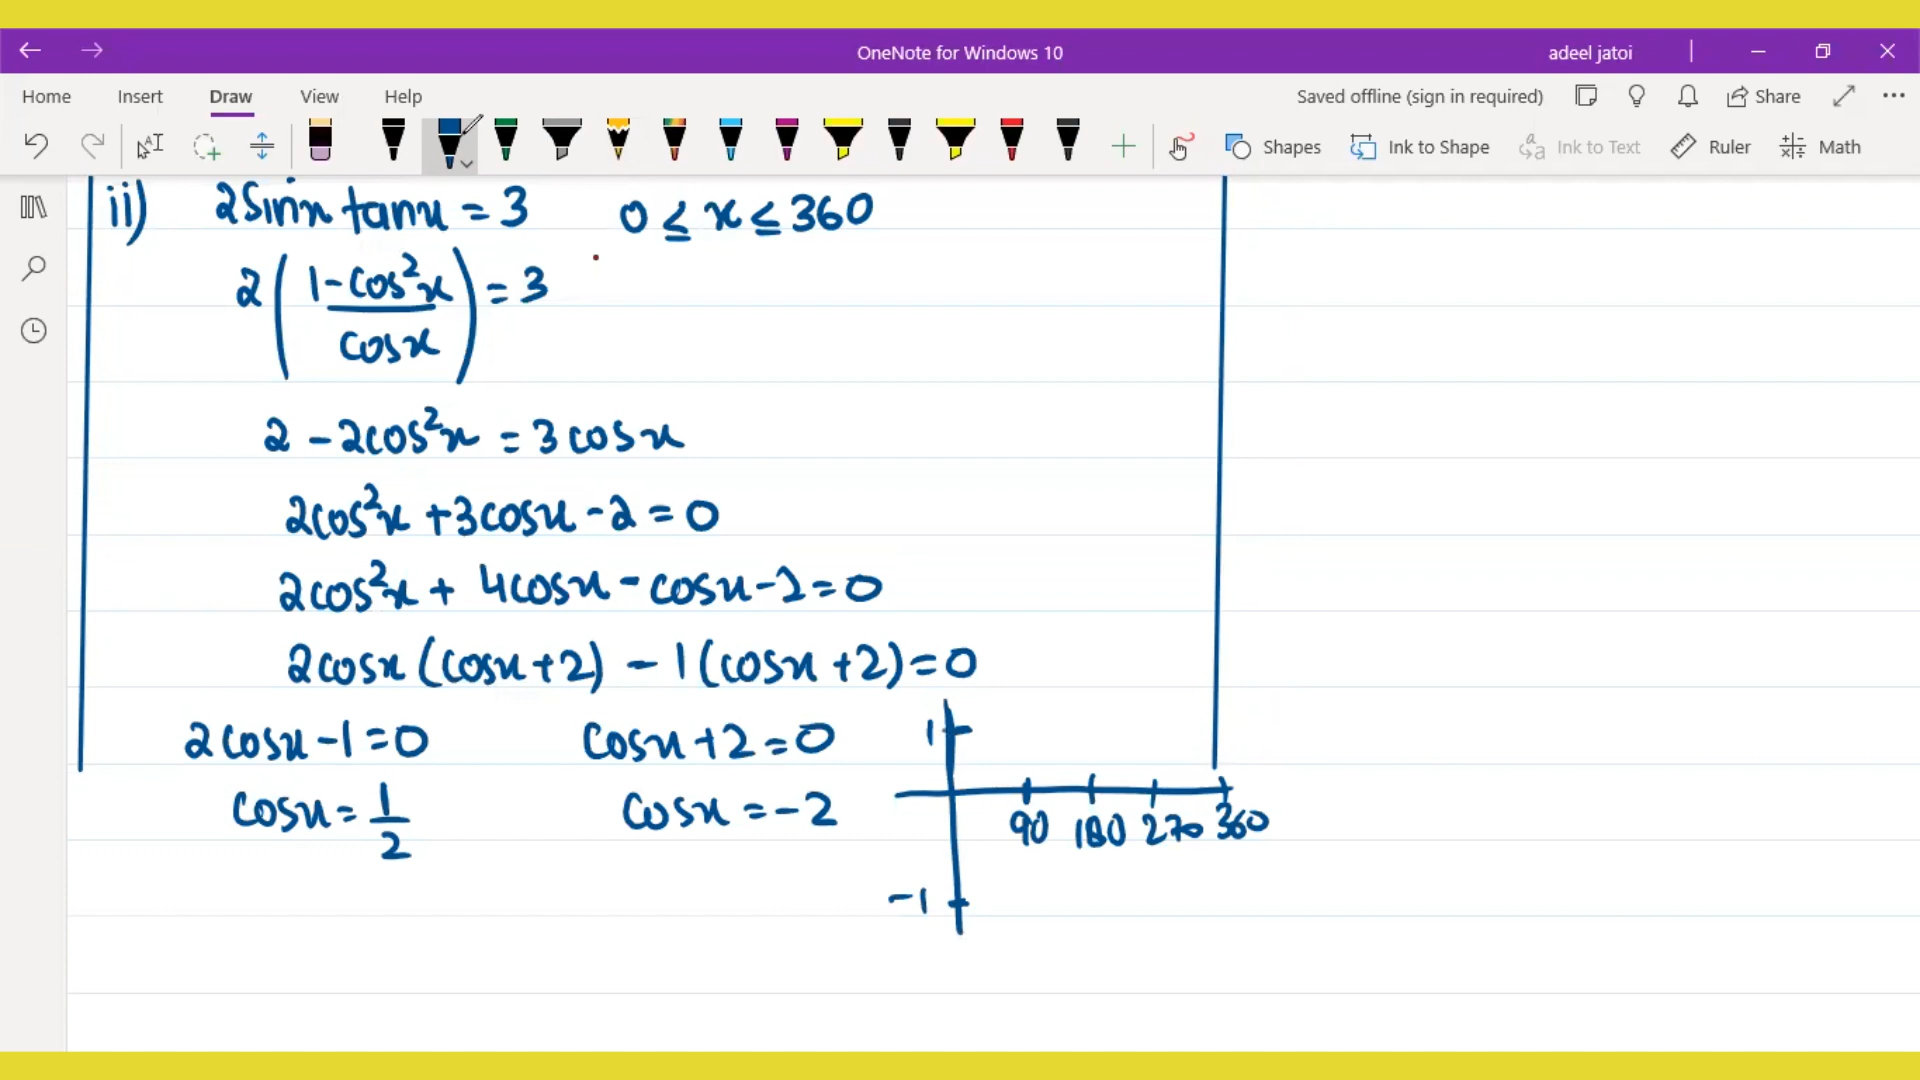 OneNote for Windows 10
adeel jatoi
Home Insert Draw View Help
Saved offline (sign in required)
Share
Shapes
Ink to Shape
Ink to Text
Ruler
Math
ii) 2sinx tanx = 3 0 ≤ x ≤ 360
2(1-cos²x/cosx) = 3
2 - 2cos²x = 3cosx
2cos²x + 3cosx - 2 = 0
2cos²x + 4cosx - cosx - 2 = 0
2cosx (cosx+2) - 1(cosx+2) = 0
2cosx - 1 = 0 cosx + 2 = 0
cosx = 1/2 cosx = -2
1
90 180 270 360
-1